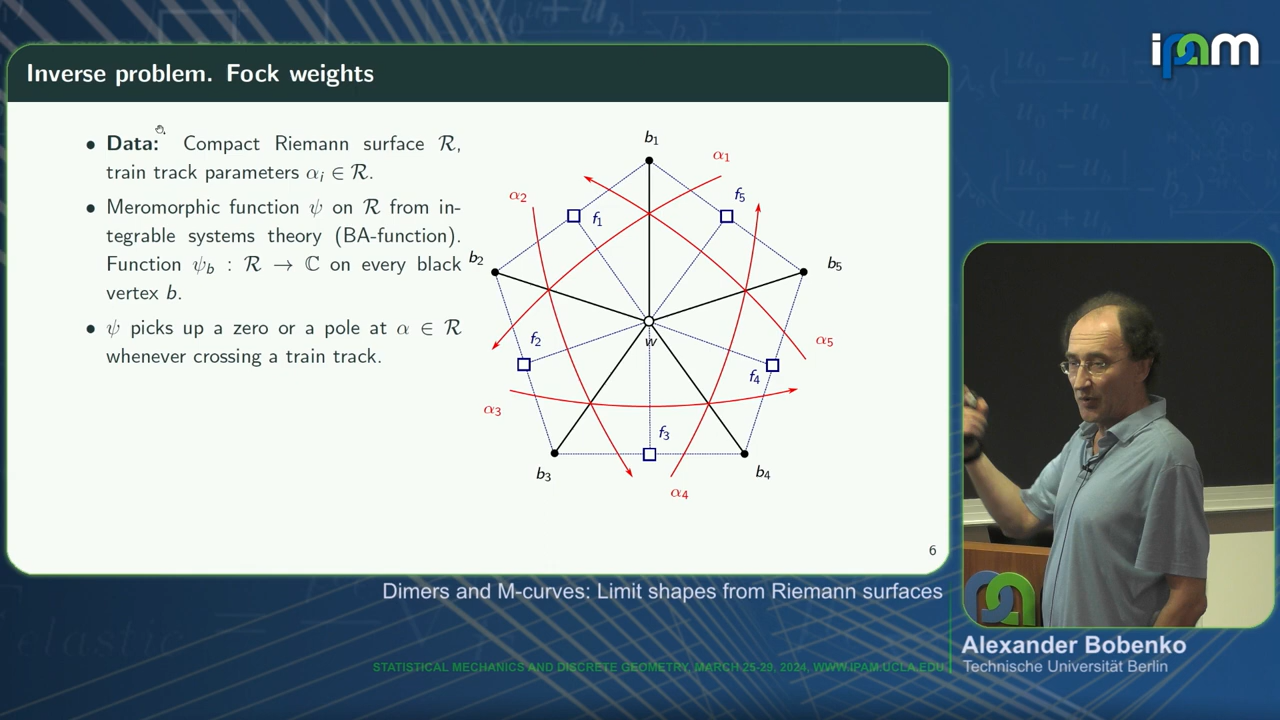 ipam
Inverse problem. Fock weights
• Data: Compact Riemann surface ℛ,
train track parameters αᵢ ∈ ℛ.
• Meromorphic function ψ on ℛ from in-
tegrable systems theory (BA-function).
Function ψ_b : ℛ → ℂ on every black
vertex b.
• ψ picks up a zero or a pole at α ∈ ℛ
whenever crossing a train track.
b₁
α₁
α₂
f₅
f₁
b₂
b₅
w
f₂
α₅
f₄
α₃
f₃
b₃
b₄
α₄
6
Dimers and M-curves: Limit shapes from Riemann surfaces
Alexander Bobenko
Technische Universität Berlin
STATISTICAL MECHANICS AND DISCRETE GEOMETRY, MARCH 25-29, 2024, WWW.IPAM.UCLA.EDU